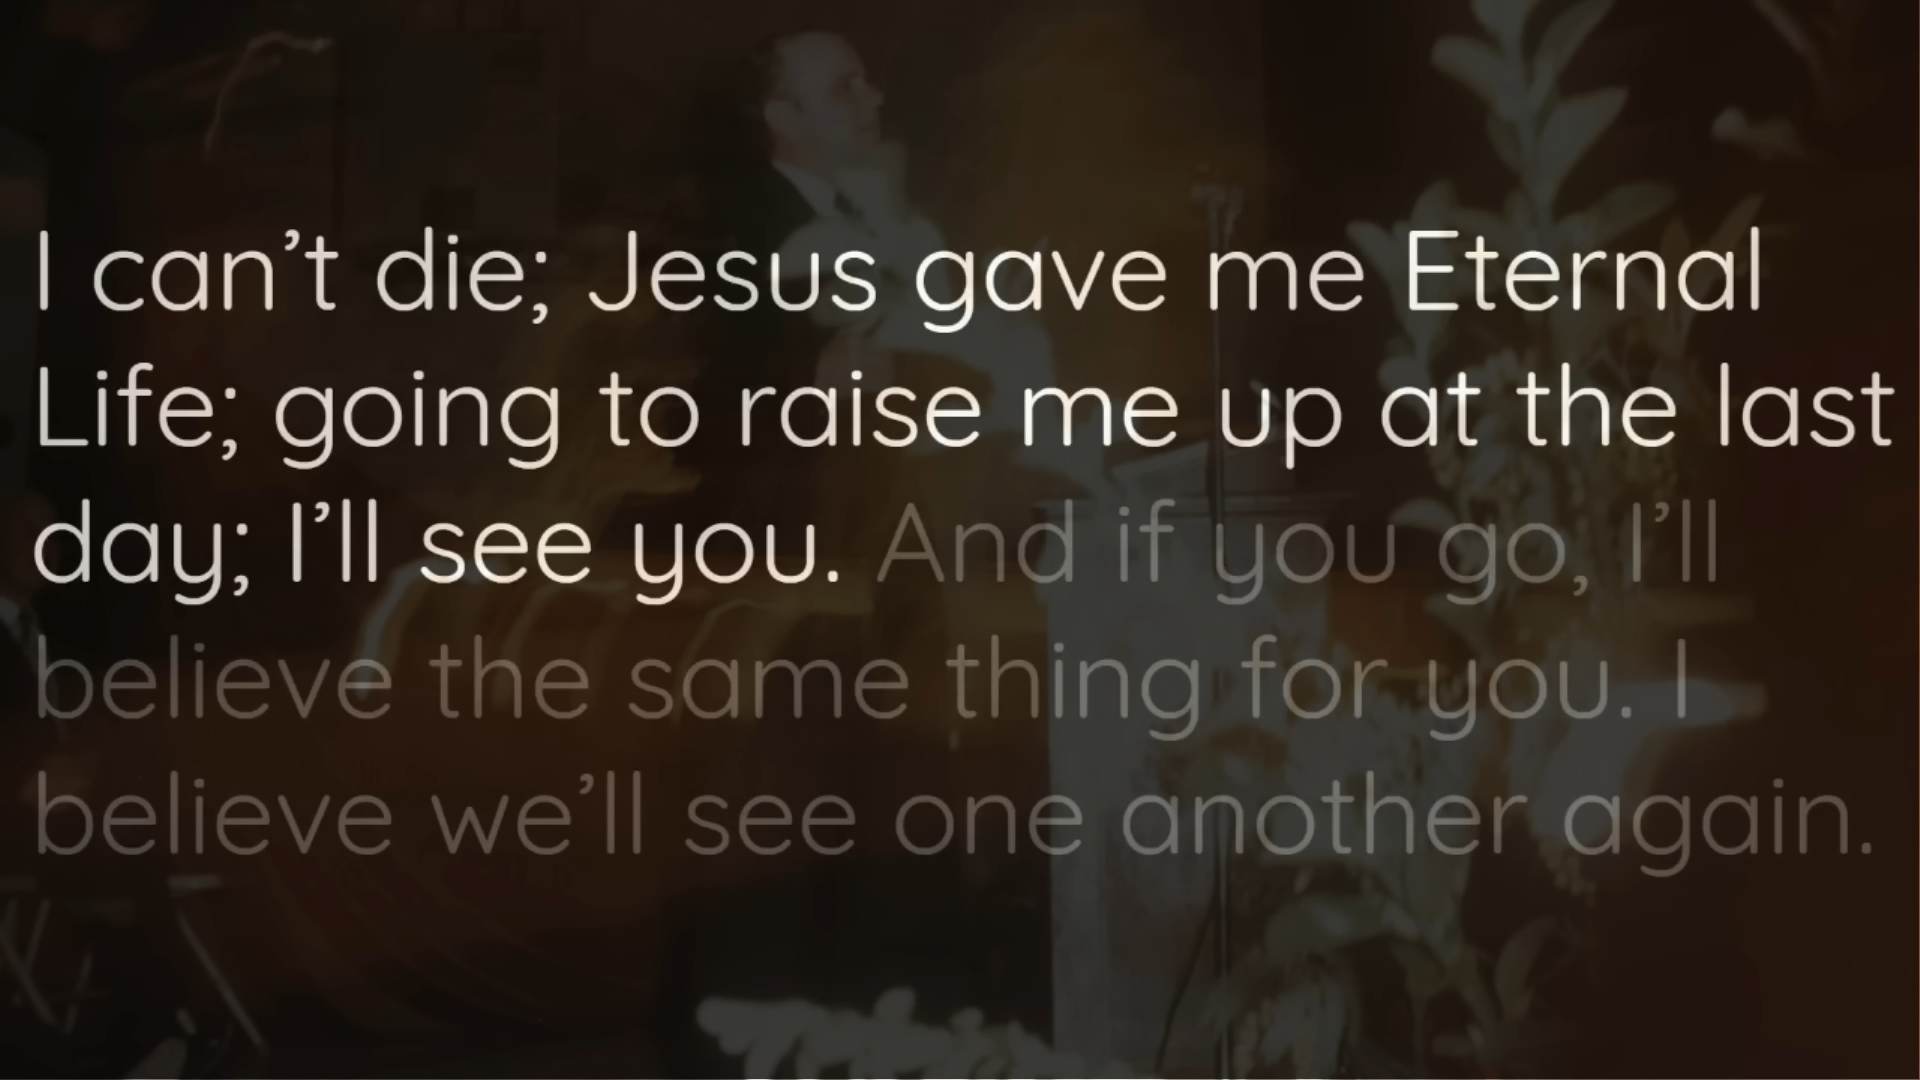 I can’t die; Jesus gave me Eternal
Life; going to raise me up at the last
day; I’ll see you. And if you go, I’ll
believe the same thing for you. I
believe we’ll see one another again.